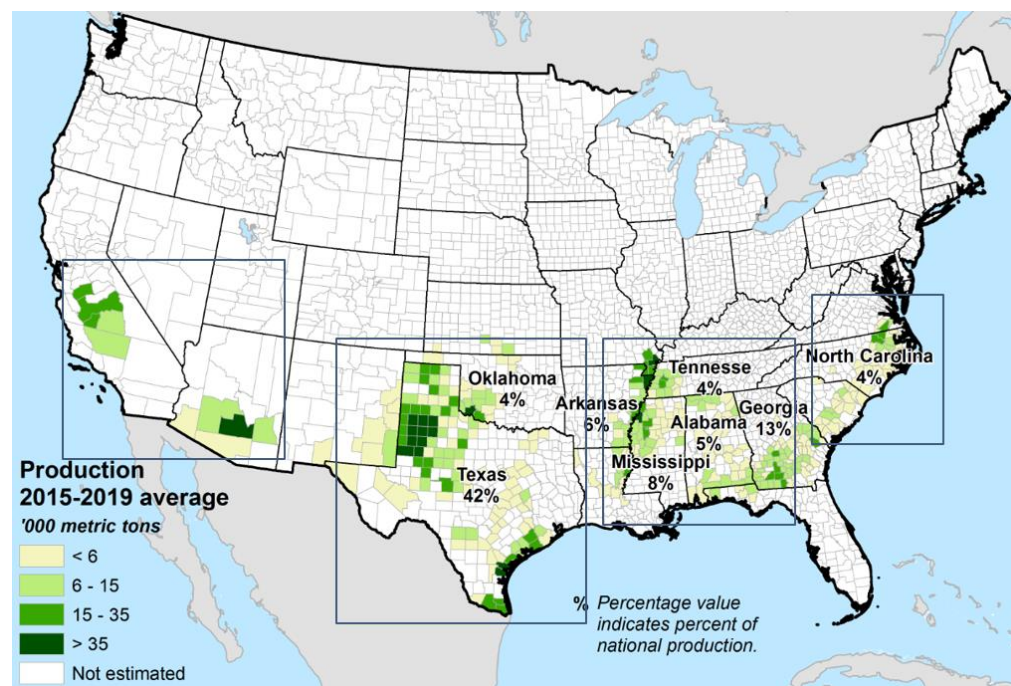 Oklahoma
4%
Tennesse
4%
North Carolina
4%
Arkansas
6%
Georgia
13%
Alabama
5%
Mississippi
8%
Texas
42%
Production
2015-2019 average
'000 metric tons
< 6
6 - 15
15 - 35
> 35
Not estimated
% Percentage value
indicates percent of
national production.